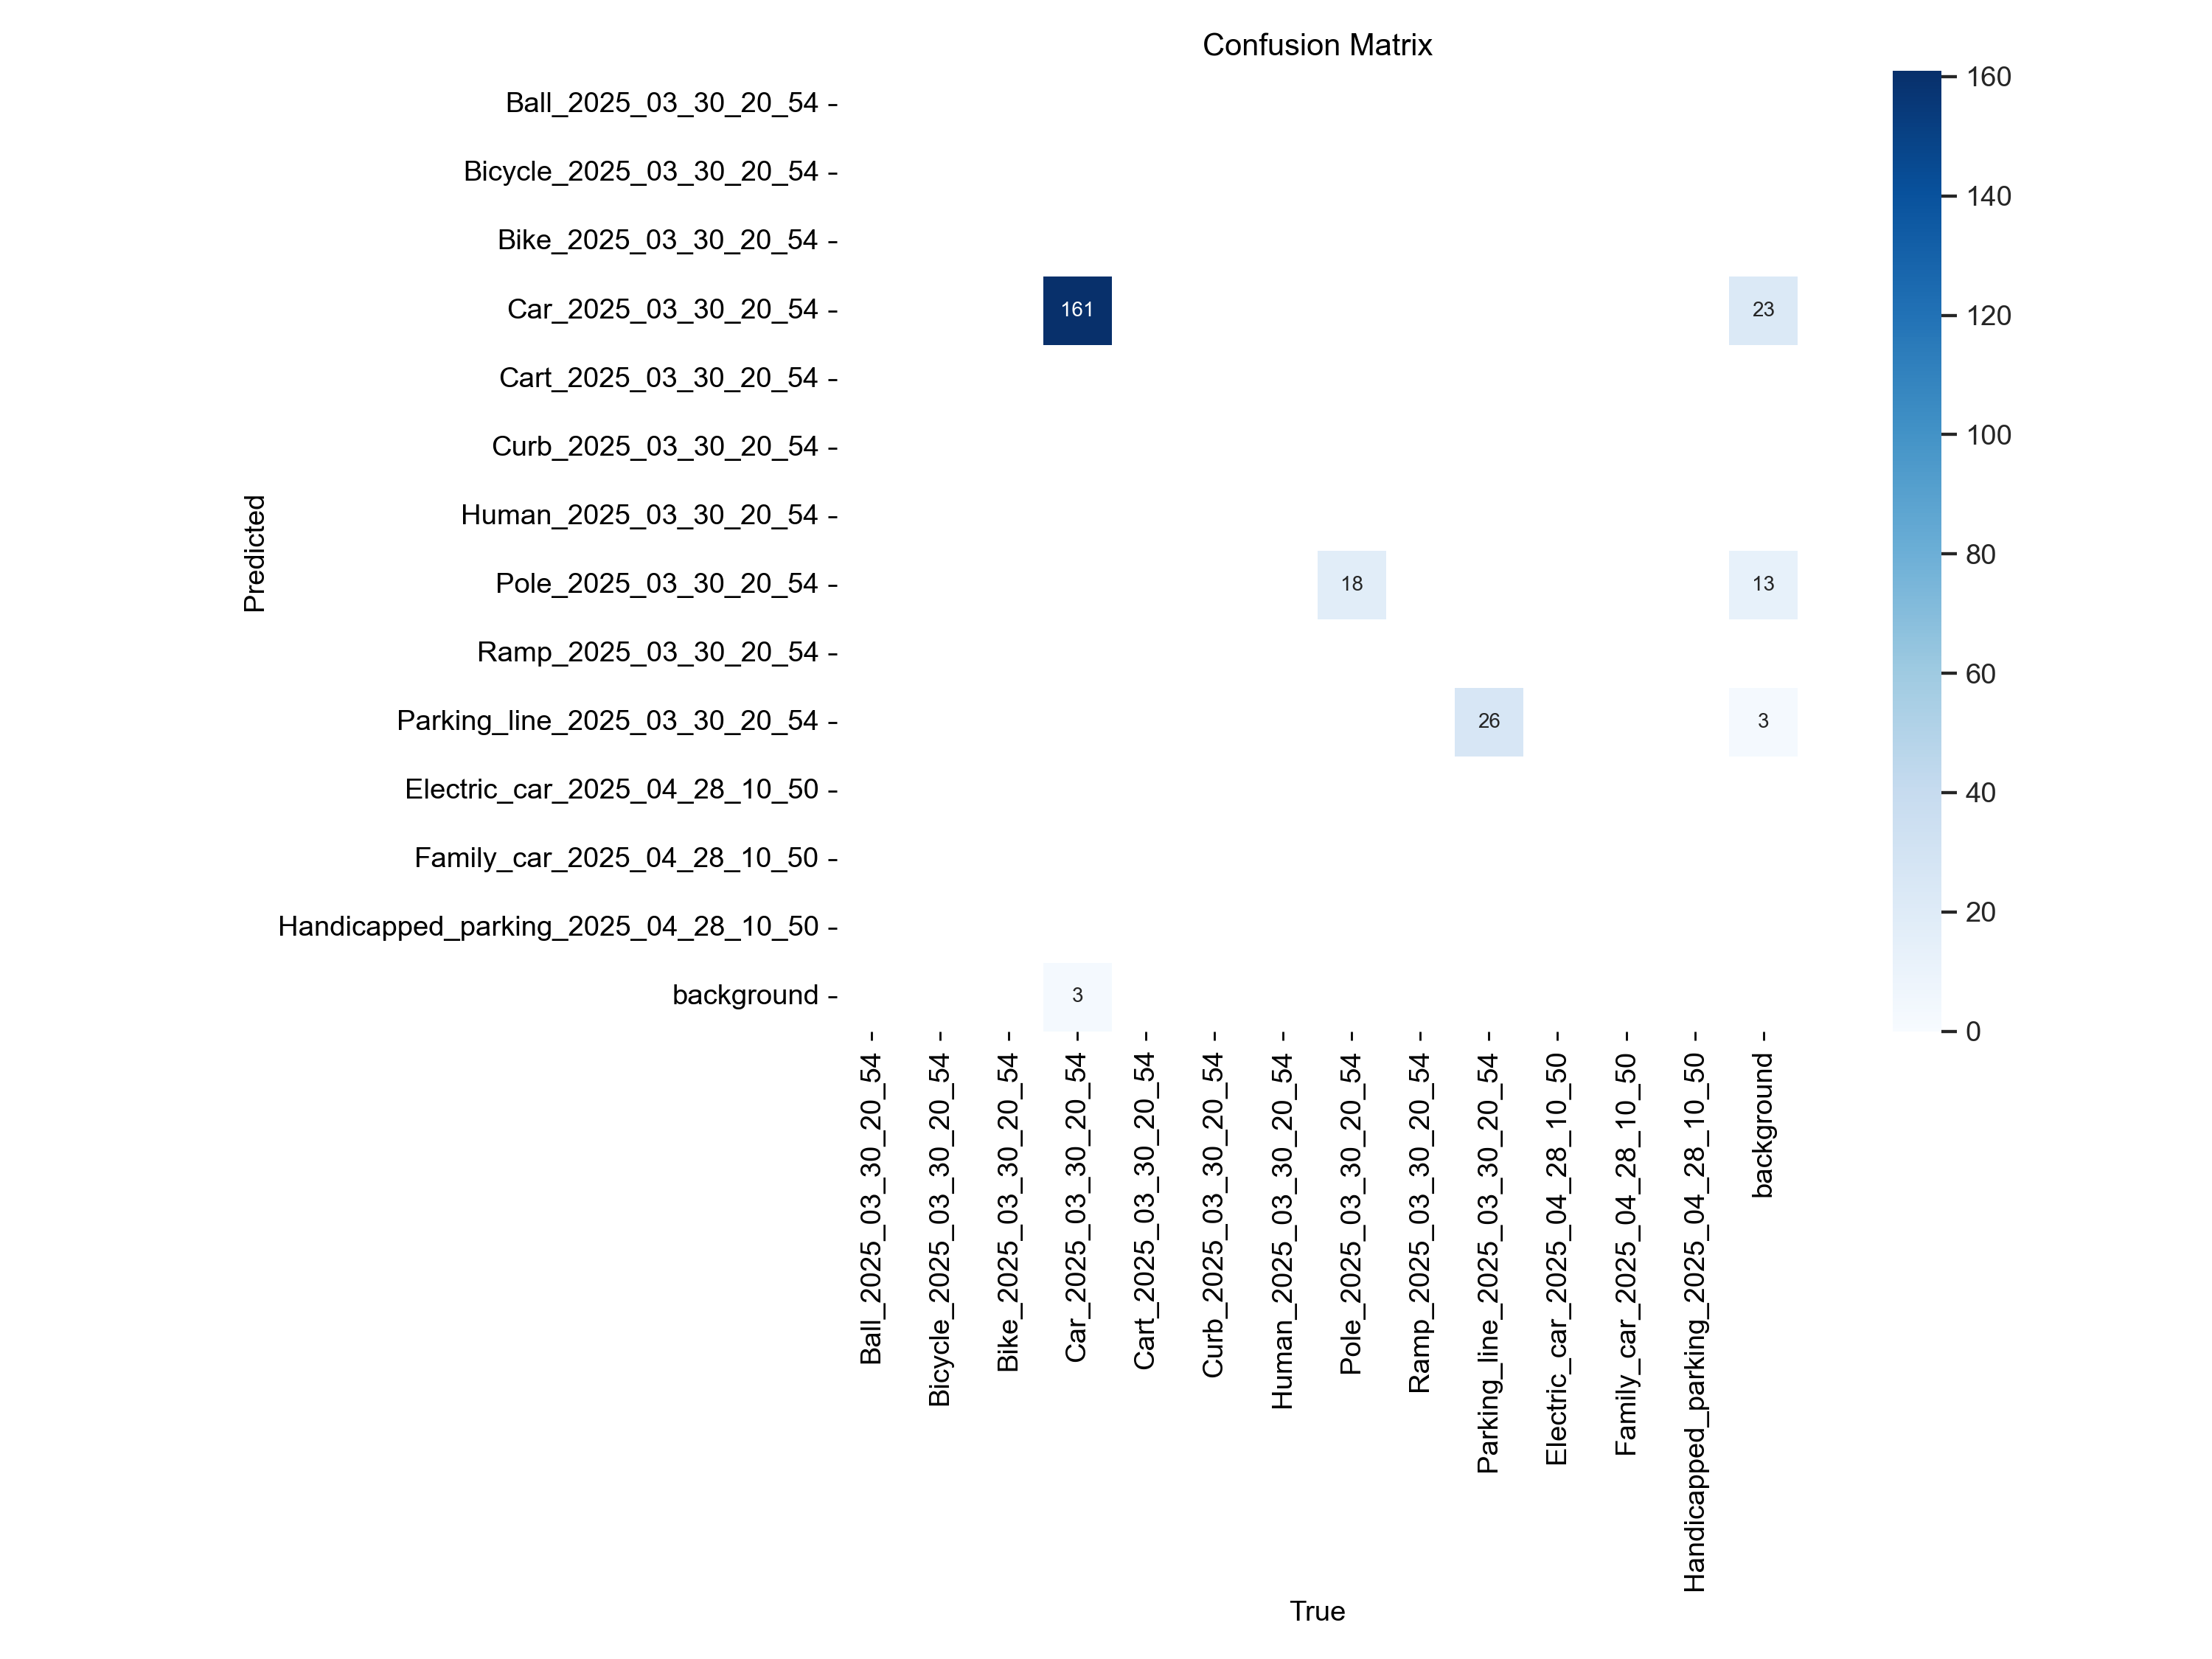 Confusion Matrix
Predicted
Ball_2025_03_30_20_54
Bicycle_2025_03_30_20_54
Bike_2025_03_30_20_54
Car_2025_03_30_20_54
Cart_2025_03_30_20_54
Curb_2025_03_30_20_54
Human_2025_03_30_20_54
Pole_2025_03_30_20_54
Ramp_2025_03_30_20_54
Parking_line_2025_03_30_20_54
Electric_car_2025_04_28_10_50
Family_car_2025_04_28_10_50
Handicapped_parking_2025_04_28_10_50
background
161
23
18
13
26
3
3
160
140
120
100
80
60
40
20
0
Ball_2025_03_30_20_54
Bicycle_2025_03_30_20_54
Bike_2025_03_30_20_54
Car_2025_03_30_20_54
Cart_2025_03_30_20_54
Curb_2025_03_30_20_54
Human_2025_03_30_20_54
Pole_2025_03_30_20_54
Ramp_2025_03_30_20_54
Parking_line_2025_03_30_20_54
Electric_car_2025_04_28_10_50
Family_car_2025_04_28_10_50
Handicapped_parking_2025_04_28_10_50
background
True